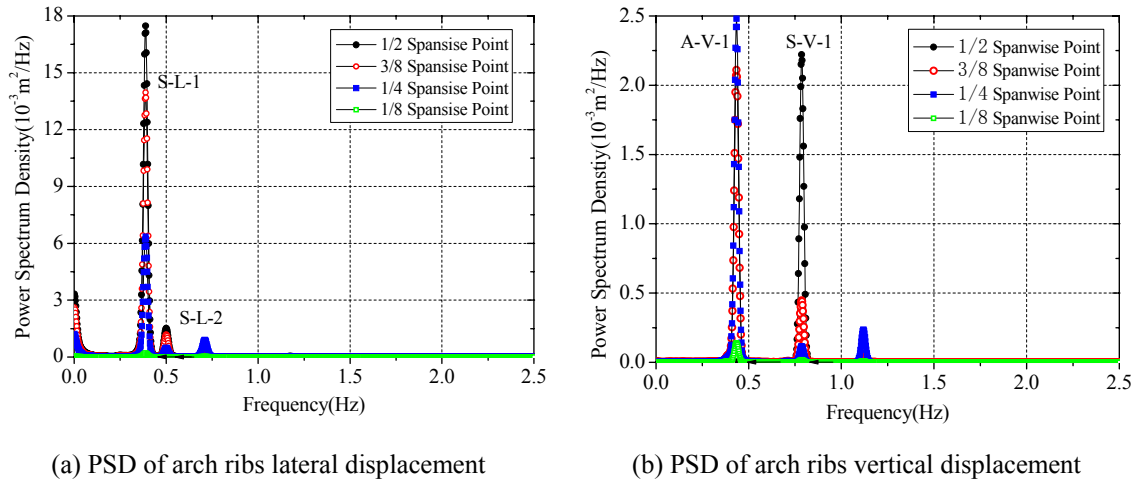 18
15
12
9
6
3
0
0.0 0.5 1.0 1.5 2.0 2.5
Power Spectrum Density(10⁻³ m²/Hz)
Frequency(Hz)
S-L-1
S-L-2
1/2 Spansise Point
3/8 Spansise Point
1/4 Spansise Point
1/8 Spansise Point
(a) PSD of arch ribs lateral displacement
2.5
2.0
1.5
1.0
0.5
0.0
0.0 0.5 1.0 1.5 2.0 2.5
Power Spectrum Denstiy(10⁻³ m²/Hz)
Frequency(Hz)
A-V-1
S-V-1
1/2 Spanwise Point
3/8 Spanwise Point
1/4 Spanwise Point
1/8 Spanwise Point
(b) PSD of arch ribs vertical displacement